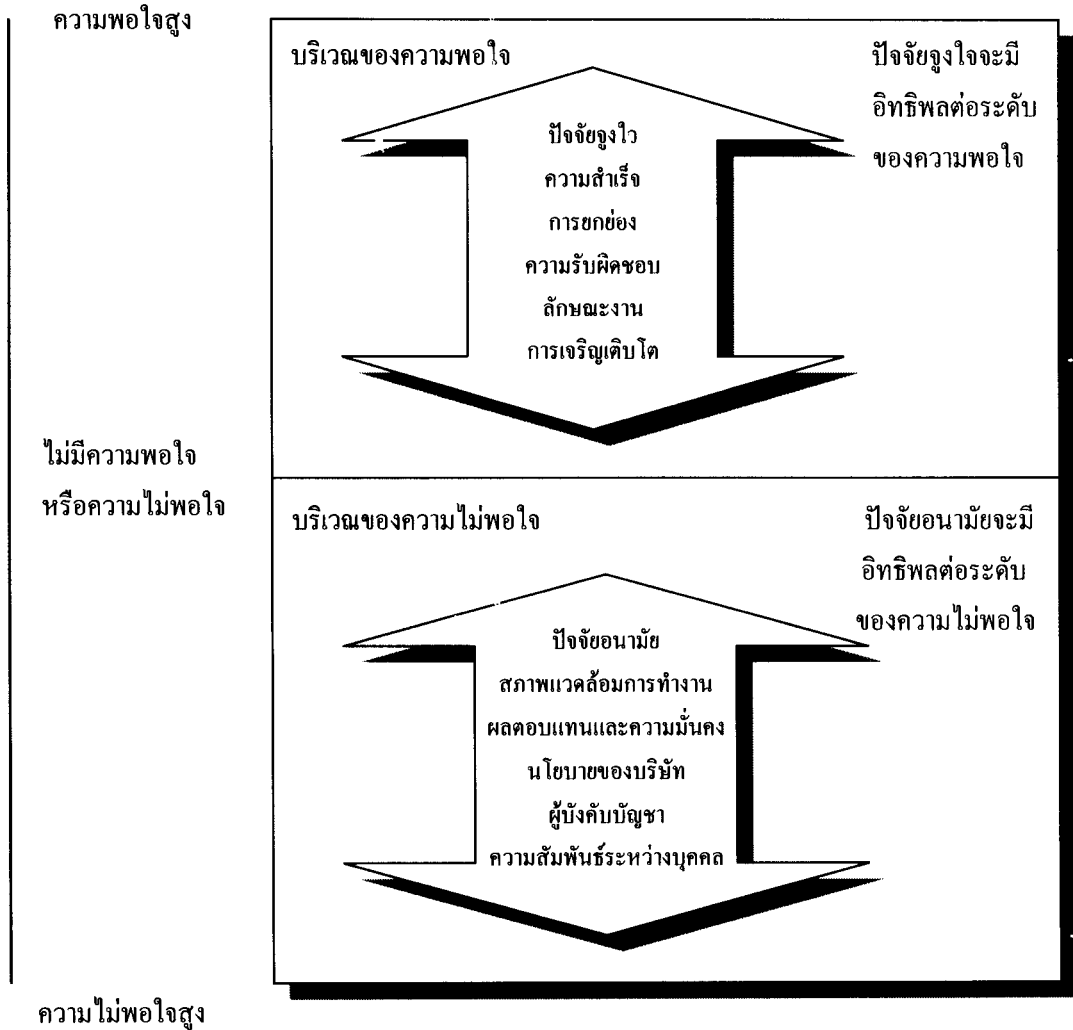 ความพอใจสูง
บริเวณของความพอใจ
ปัจจัยจูงใจจะมี
อิทธิพลต่อระดับ
ของความพอใจ
ปัจจัยจูงใว
ความสำเร็จ
การยกย่อง
ความรับผิดชอบ
ลักษณะงาน
การเจริญเติบโต
ไม่มีความพอใจ
หรือความไม่พอใจ
บริเวณของความไม่พอใจ
ปัจจัยอนามัยจะมี
อิทธิพลต่อระดับ
ของความไม่พอใจ
ปัจจัยอนามัย
สภาพแวดล้อมการทำงาน
ผลตอบแทนและความมั่นคง
นโยบายของบริษัท
ผู้บังคับบัญชา
ความสัมพันธ์ระหว่างบุคคล
ความไม่พอใจสูง